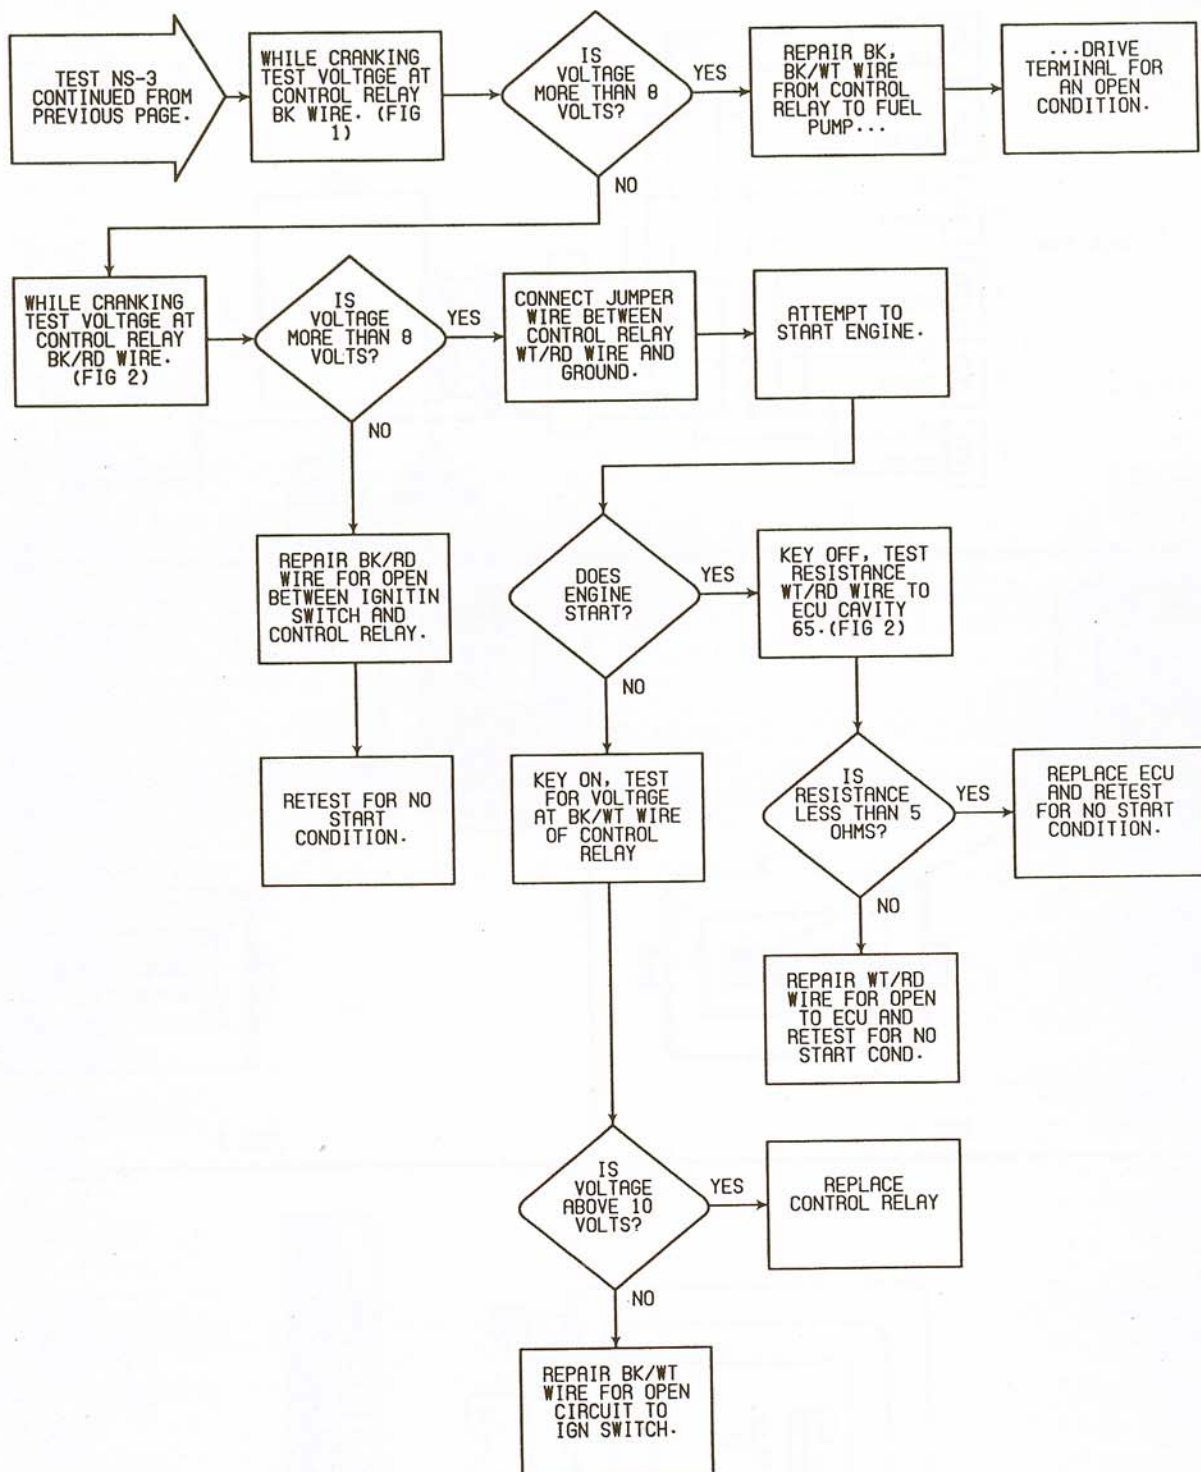 TEST NS-3
CONTINUED FROM
PREVIOUS PAGE.
WHILE CRANKING
TEST VOLTAGE AT
CONTROL RELAY
BK WIRE. (FIG
1)
IS
VOLTAGE
MORE THAN 8
VOLTS?
YES
REPAIR BK,
BK/WT WIRE
FROM CONTROL
RELAY TO FUEL
PUMP...
...DRIVE
TERMINAL FOR
AN OPEN
CONDITION.
NO
WHILE CRANKING
TEST VOLTAGE AT
CONTROL RELAY
BK/RD WIRE.
(FIG 2)
IS
VOLTAGE
MORE THAN 8
VOLTS?
YES
CONNECT JUMPER
WIRE BETWEEN
CONTROL RELAY
WT/RD WIRE AND
GROUND.
ATTEMPT TO
START ENGINE.
NO
REPAIR BK/RD
WIRE FOR OPEN
BETWEEN IGNITIN
SWITCH AND
CONTROL RELAY.
RETEST FOR NO
START
CONDITION.
DOES
ENGINE
START?
YES
KEY OFF, TEST
RESISTANCE
WT/RD WIRE TO
ECU CAVITY
65.(FIG 2)
NO
KEY ON, TEST
FOR VOLTAGE
AT BK/WT WIRE
OF CONTROL
RELAY
IS
RESISTANCE
LESS THAN 5
OHMS?
YES
REPLACE ECU
AND RETEST
FOR NO START
CONDITION.
NO
REPAIR WT/RD
WIRE FOR OPEN
TO ECU AND
RETEST FOR NO
START COND.
IS
VOLTAGE
ABOVE 10
VOLTS?
YES
REPLACE
CONTROL RELAY
NO
REPAIR BK/WT
WIRE FOR OPEN
CIRCUIT TO
IGN SWITCH.